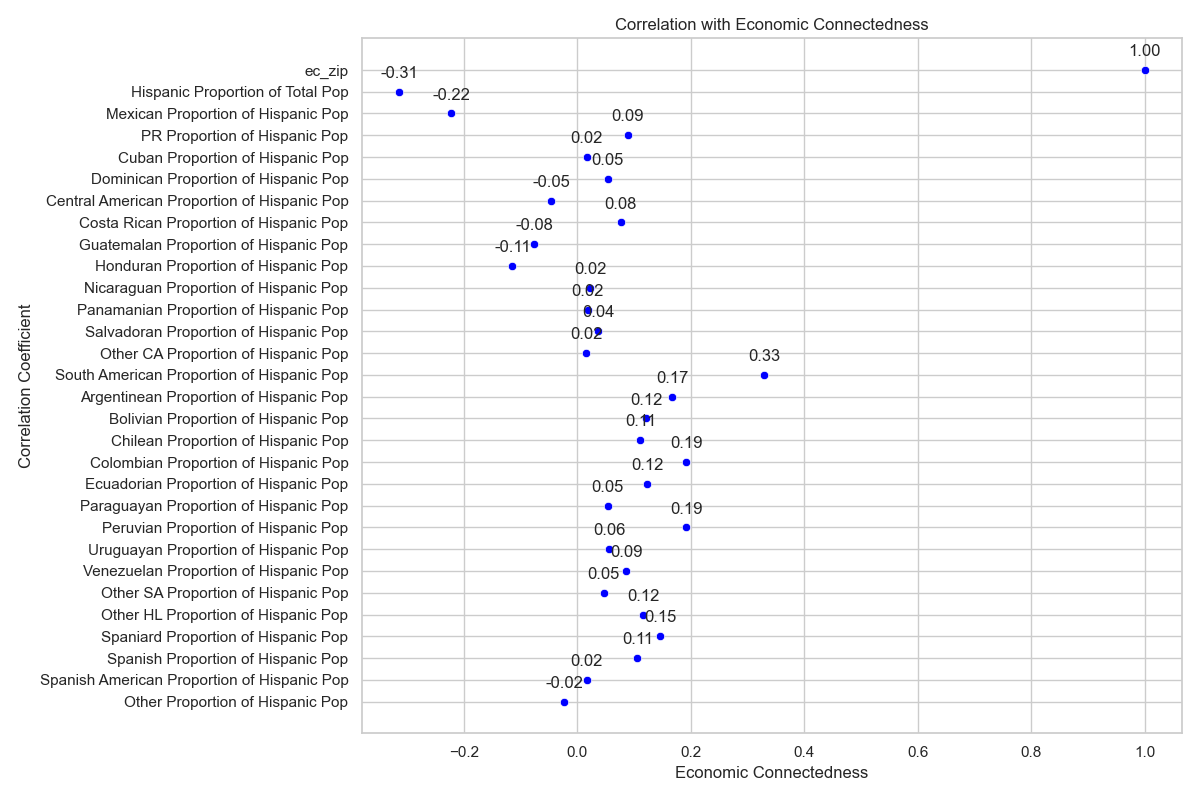 Correlation with Economic Connectedness
1.00
ec_zip
-0.31
Hispanic Proportion of Total Pop
-0.22
Mexican Proportion of Hispanic Pop
0.09
PR Proportion of Hispanic Pop
0.02
Cuban Proportion of Hispanic Pop
0.05
Dominican Proportion of Hispanic Pop
-0.05
Central American Proportion of Hispanic Pop
0.08
Costa Rican Proportion of Hispanic Pop
-0.08
Guatemalan Proportion of Hispanic Pop
-0.11
Honduran Proportion of Hispanic Pop
0.02
Nicaraguan Proportion of Hispanic Pop
0.02
Panamanian Proportion of Hispanic Pop
0.04
Salvadoran Proportion of Hispanic Pop
0.02
Other CA Proportion of Hispanic Pop
0.33
South American Proportion of Hispanic Pop
0.17
Argentinean Proportion of Hispanic Pop
0.12
Bolivian Proportion of Hispanic Pop
0.11
Chilean Proportion of Hispanic Pop
0.19
Colombian Proportion of Hispanic Pop
0.12
Ecuadorian Proportion of Hispanic Pop
0.05
Paraguayan Proportion of Hispanic Pop
0.19
Peruvian Proportion of Hispanic Pop
0.06
Uruguayan Proportion of Hispanic Pop
0.09
Venezuelan Proportion of Hispanic Pop
0.05
Other SA Proportion of Hispanic Pop
0.12
Other HL Proportion of Hispanic Pop
0.15
Spaniard Proportion of Hispanic Pop
0.11
Spanish Proportion of Hispanic Pop
0.02
Spanish American Proportion of Hispanic Pop
-0.02
Other Proportion of Hispanic Pop
Correlation Coefficient
−0.2 0.0 0.2 0.4 0.6 0.8 1.0
Economic Connectedness